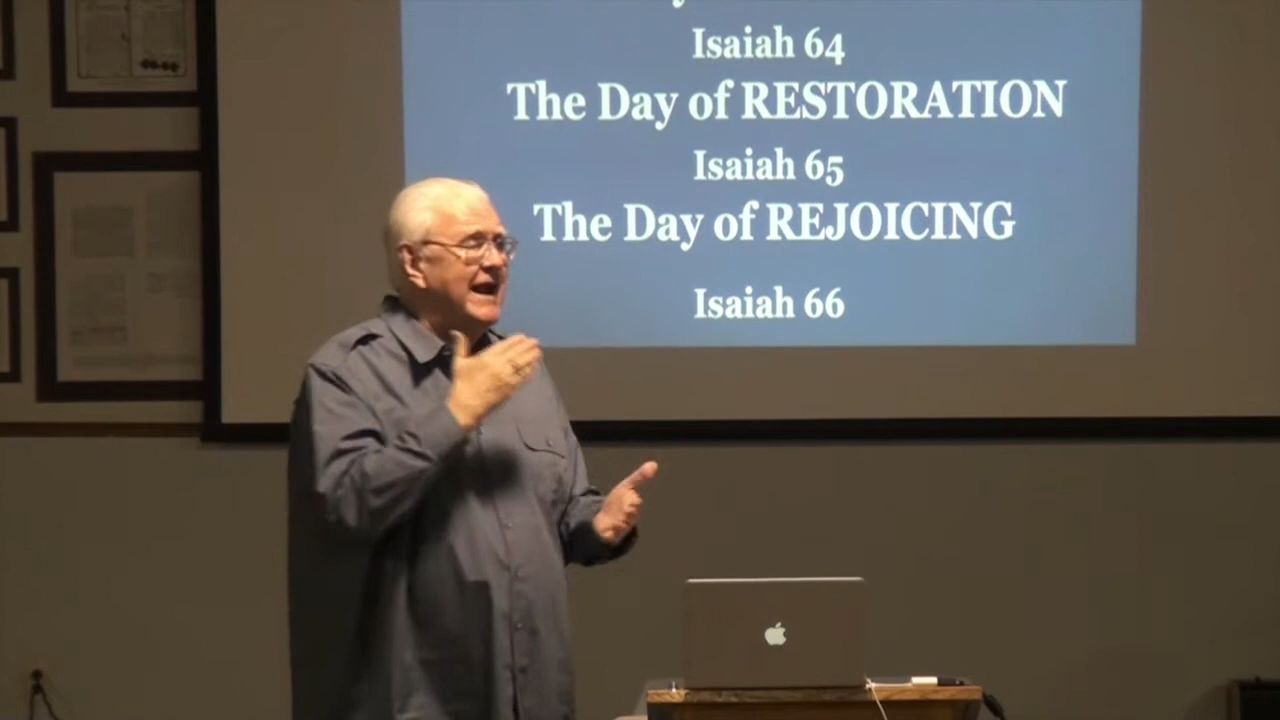 Isaiah 64
The Day of RESTORATION
Isaiah 65
The Day of REJOICING
Isaiah 66